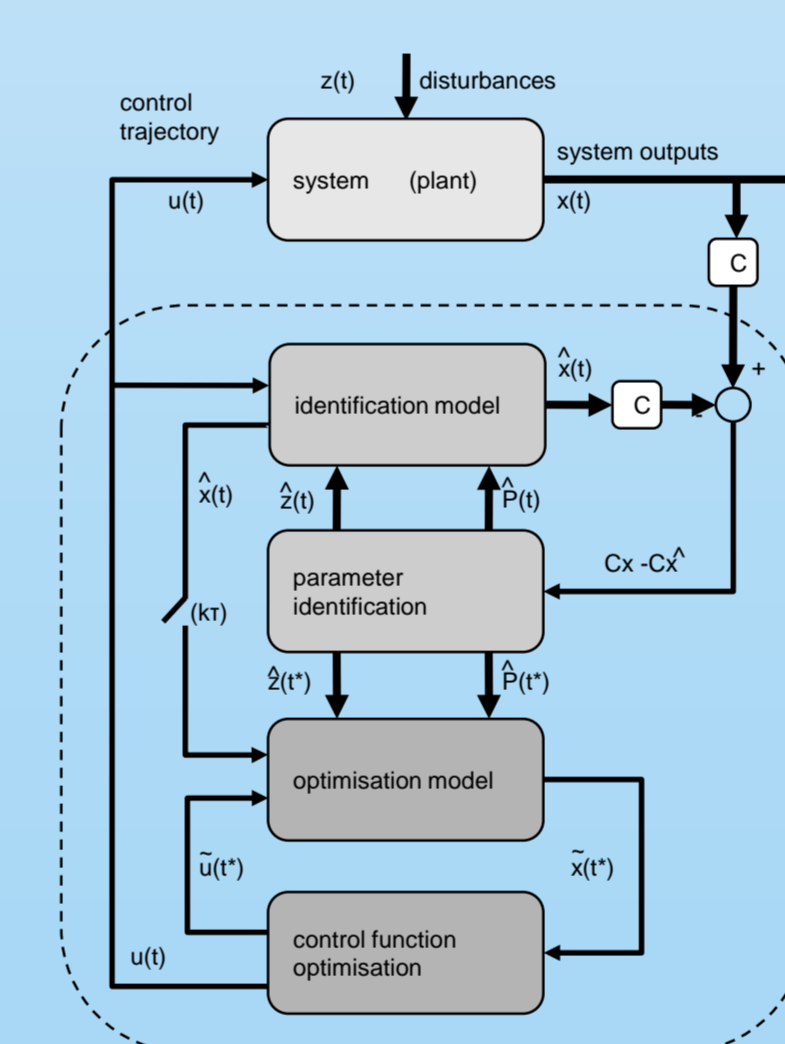 z(t) disturbances
control
trajectory
system outputs
system (plant)
u(t)
x(t)
C
+
x̂(t)
identification model
C
-
x̂(t)
ẑ(t)
P̂(t)
Cx -Cx^
parameter
identification
(kτ)
ẑ(t*)
P̂(t*)
optimisation model
ũ(t*)
x̃(t*)
control function
optimisation
u(t)